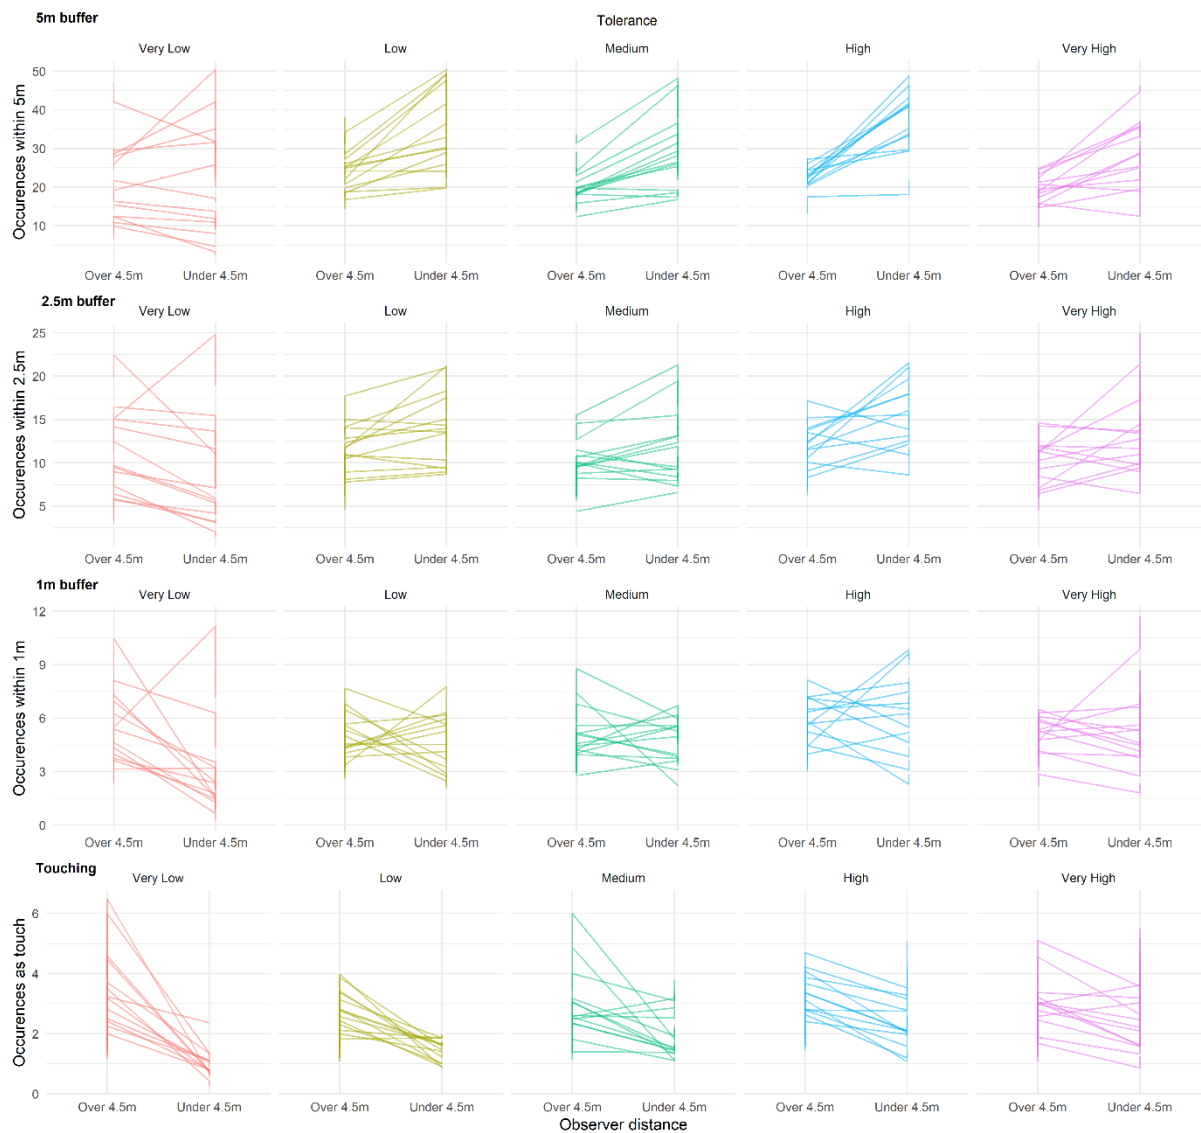 5m buffer
Tolerance
Very Low Low Medium High Very High
Occurences within 5m
50
40
30
20
10
Over 4.5m Under 4.5m Over 4.5m Under 4.5m Over 4.5m Under 4.5m Over 4.5m Under 4.5m Over 4.5m Under 4.5m
2.5m buffer
Very Low Low Medium High Very High
Occurences within 2.5m
25
20
15
10
5
Over 4.5m Under 4.5m Over 4.5m Under 4.5m Over 4.5m Under 4.5m Over 4.5m Under 4.5m Over 4.5m Under 4.5m
1m buffer
Very Low Low Medium High Very High
Occurences within 1m
12
9
6
3
0
Over 4.5m Under 4.5m Over 4.5m Under 4.5m Over 4.5m Under 4.5m Over 4.5m Under 4.5m Over 4.5m Under 4.5m
Touching
Very Low Low Medium High Very High
Occurences as touch
6
4
2
0
Over 4.5m Under 4.5m Over 4.5m Under 4.5m Over 4.5m Under 4.5m Over 4.5m Under 4.5m Over 4.5m Under 4.5m
Observer distance